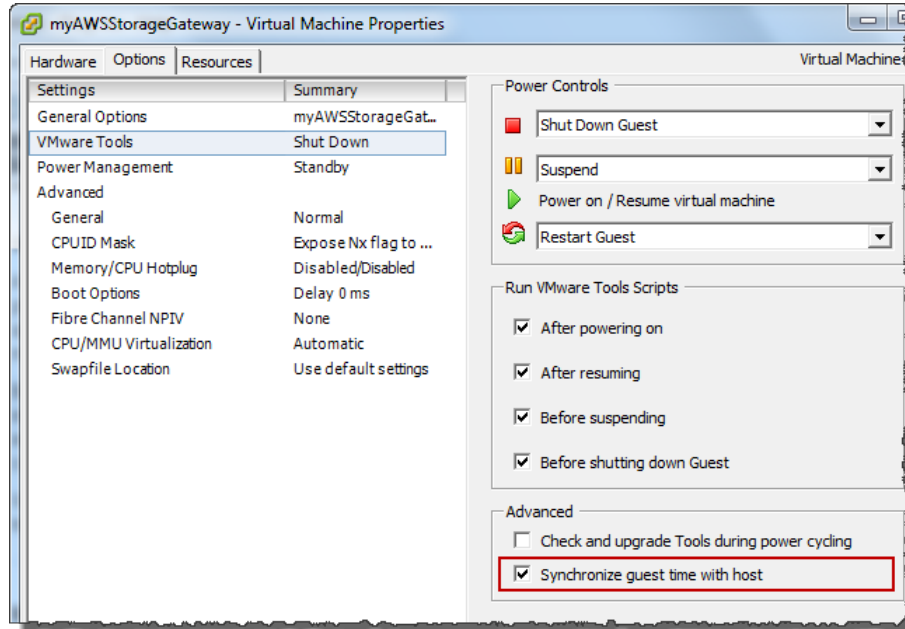 myAWSStorageGateway - Virtual Machine Properties
Hardware Options Resources Virtual Machine
Settings Summary
General Options myAWSStorageGat...
VMware Tools Shut Down
Power Management Standby
Advanced
General Normal
CPUID Mask Expose Nx flag to ...
Memory/CPU Hotplug Disabled/Disabled
Boot Options Delay 0 ms
Fibre Channel NPIV None
CPU/MMU Virtualization Automatic
Swapfile Location Use default settings
Power Controls
Shut Down Guest
Suspend
Power on / Resume virtual machine
Restart Guest
Run VMware Tools Scripts
After powering on
After resuming
Before suspending
Before shutting down Guest
Advanced
Check and upgrade Tools during power cycling
Synchronize guest time with host